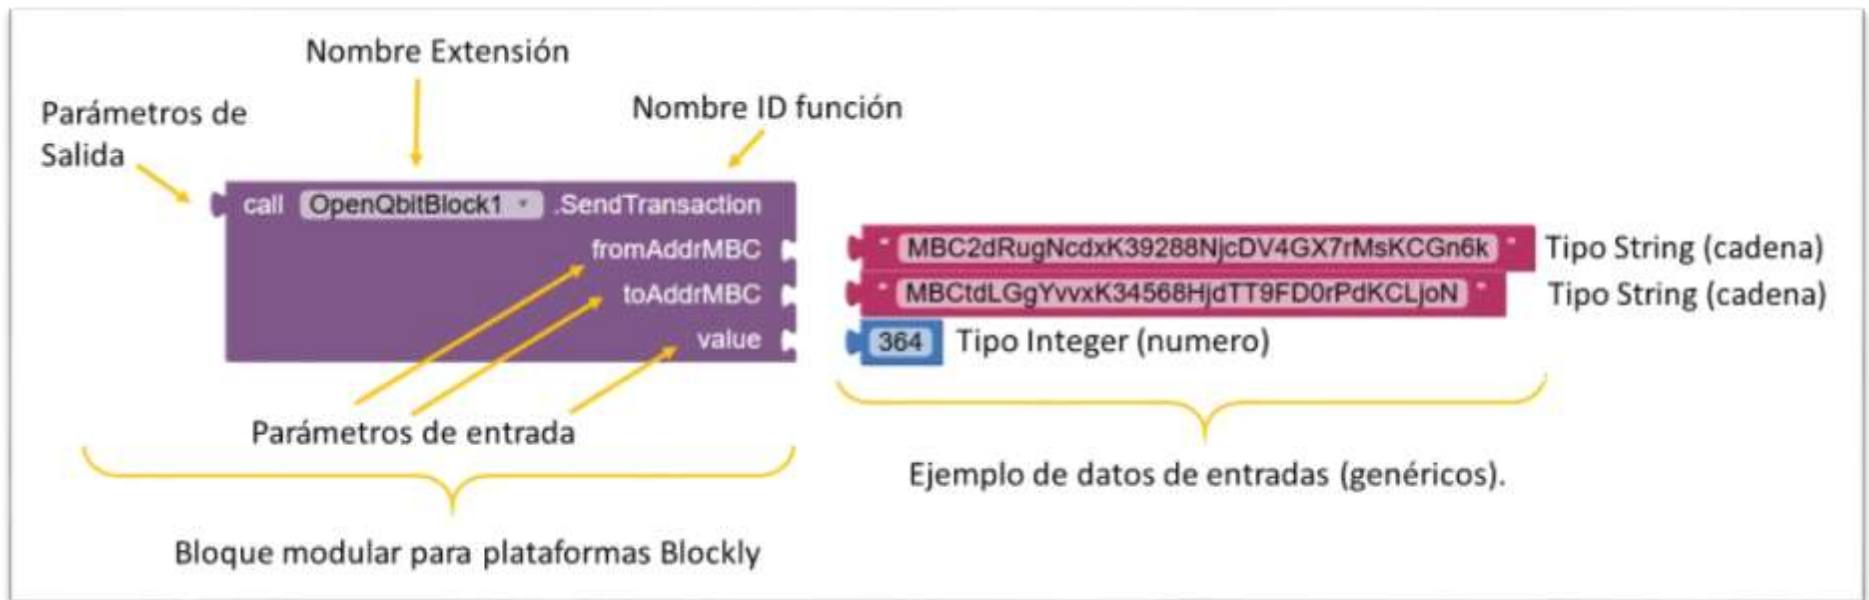 Nombre Extensión
Parámetros de
Salida
Nombre ID función
call OpenQbitBlock1 .SendTransaction
fromAddrMBC
" MBC2dRugNcdxK39288NjcDV4GX7rMsKCGn6k "
Tipo String (cadena)
toAddrMBC
" MBCtdLGgYvvxK34568HjdTT9FD0rPdKCLjoN "
Tipo String (cadena)
value
364
Tipo Integer (numero)
Parámetros de entrada
Ejemplo de datos de entradas (genéricos).
Bloque modular para plataformas Blockly